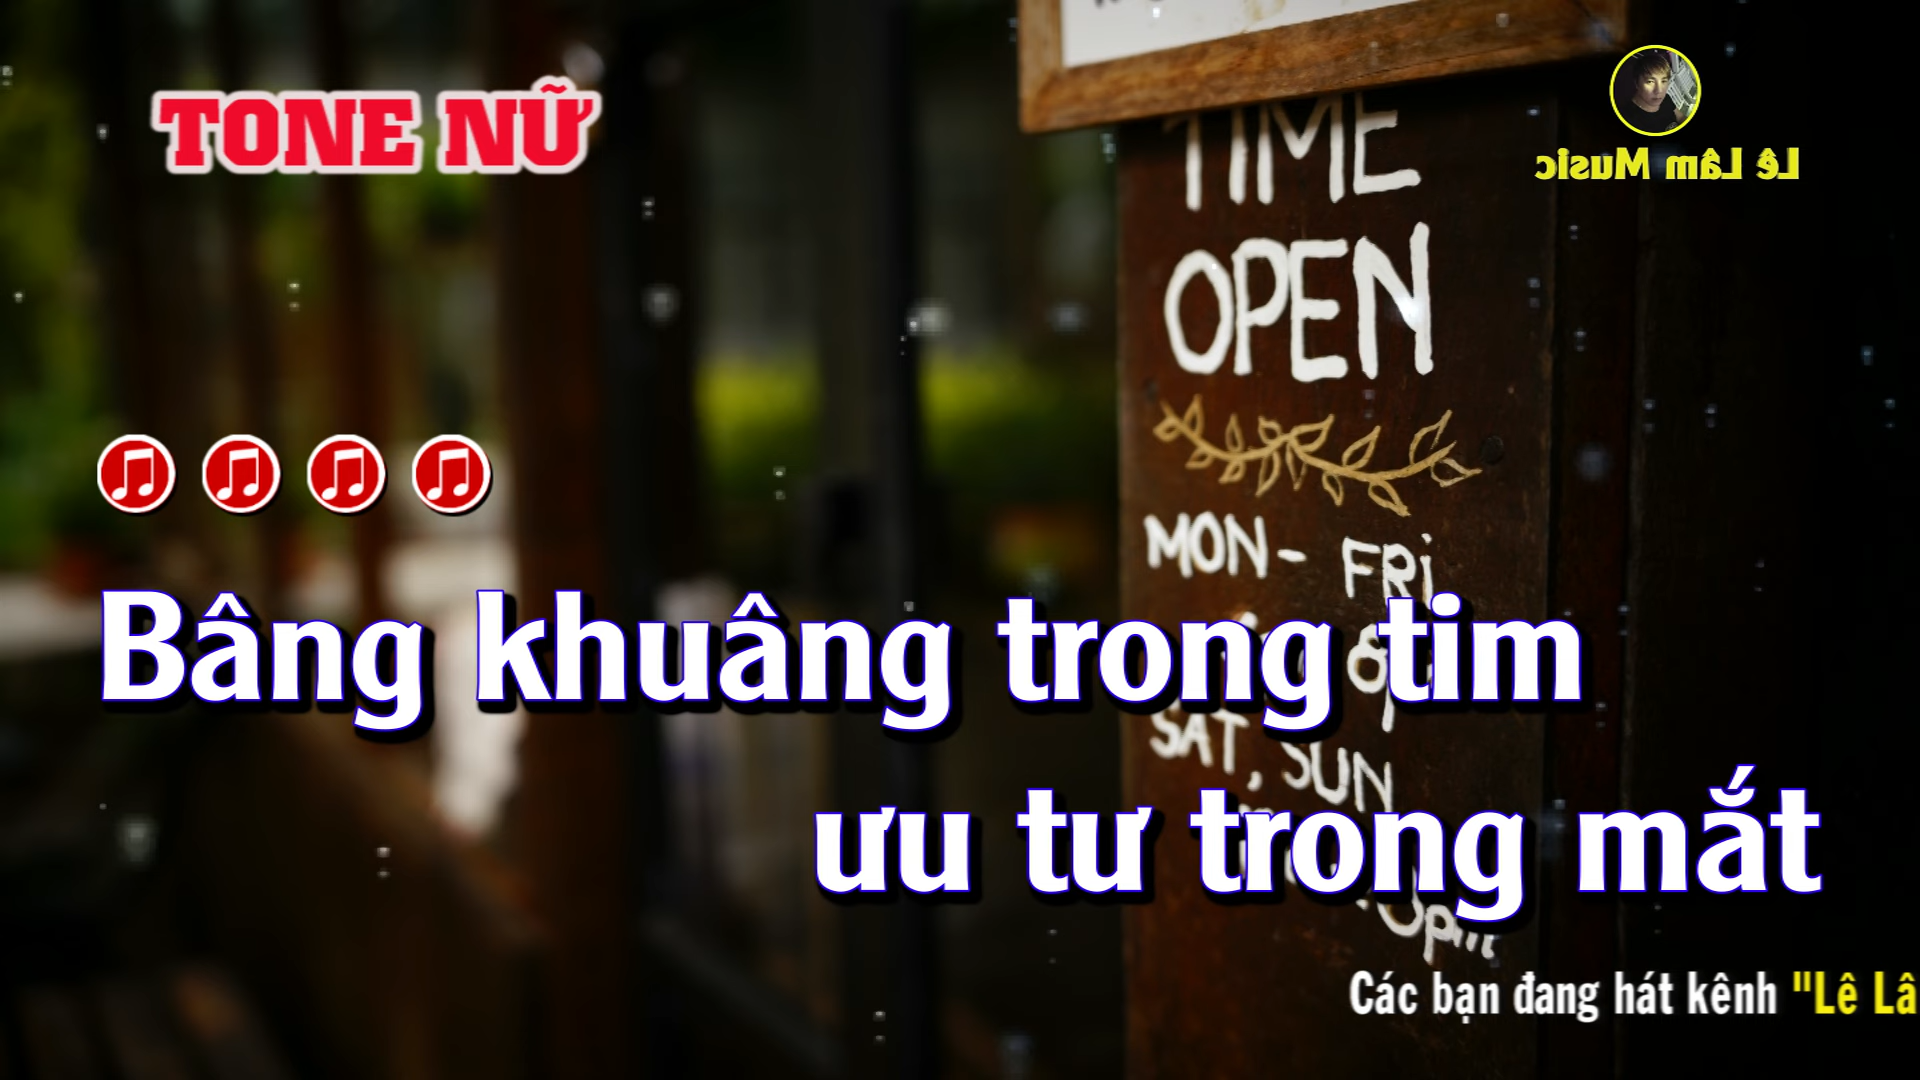 TONE NỮ
Lê Lâm Music
TIME
OPEN
MON- FRi
Bâng khuâng trong tim
SAT, SUN
ưu tư trong mắt
Các bạn đang hát kênh "Lê Lâ